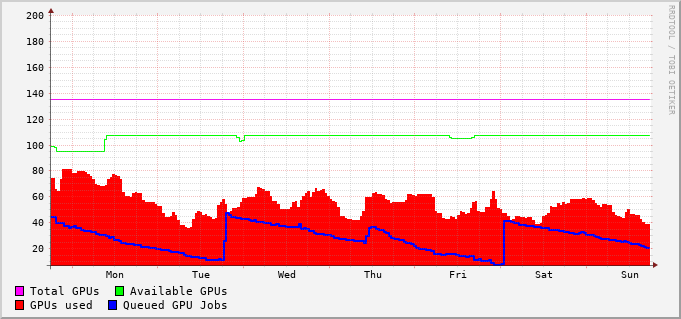 200
180
160
140
120
100
80
60
40
20
Mon Tue Wed Thu Fri Sat Sun
Total GPUs Available GPUs
GPUs used Queued GPU Jobs
RRDTOOL / TOBI OETIKER